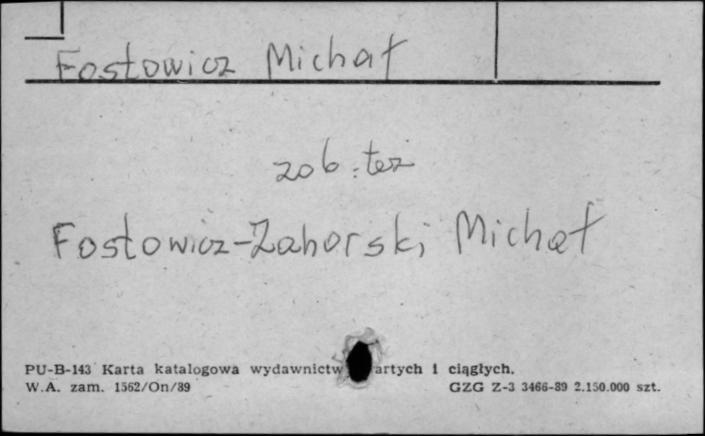 Fostowicz Michał
zob. też
Fostowicz-Zahorski Michał
PU-B-143 Karta katalogowa wydawnictw artych i ciągłych.
W.A. zam. 1562/On/89 GZG Z-3 3466-89 2.150.000 szt.